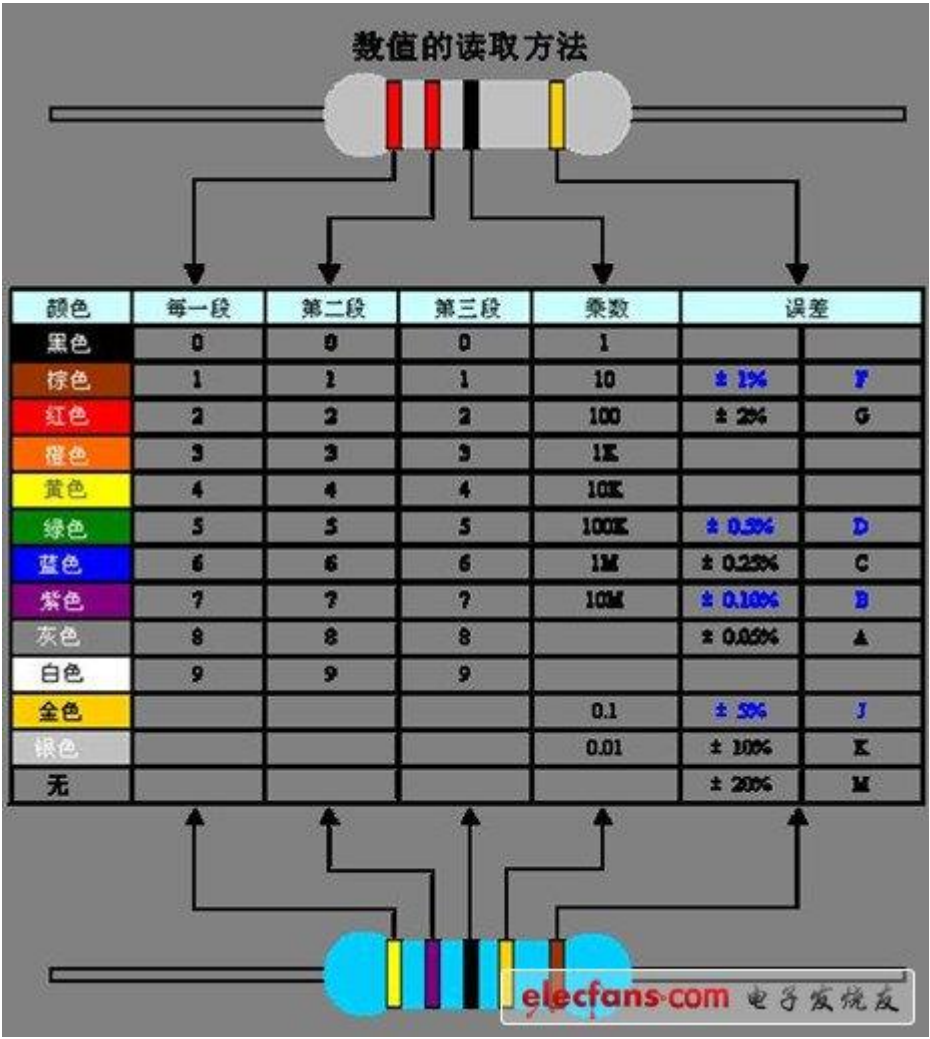 数值的读取方法
颜色 每一段 第二段 第三段 乘数 误差
黑色 0 0 0 1
棕色 1 1 1 10 ± 1% F
红色 2 2 2 100 ± 2% G
橙色 3 3 3 1K
黄色 4 4 4 10K
绿色 5 5 5 100K ± 0.5% D
蓝色 6 6 6 1M ± 0.25% C
紫色 7 7 7 10M ± 0.10% B
灰色 8 8 8 ± 0.05% A
白色 9 9 9
金色 0.1 ± 5% J
银色 0.01 ± 10% K
无 ± 20% M
elecfans·com 电子发烧友